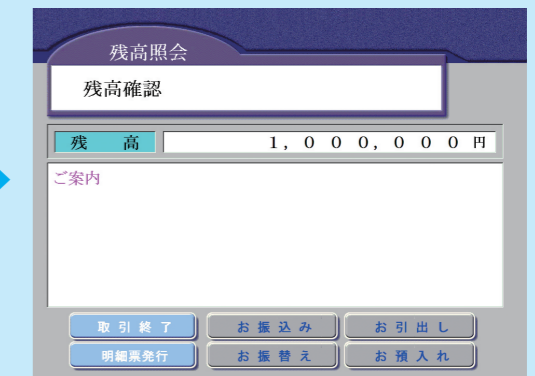 残高照会
残高確認
残 高 1,000,000円
ご案内
取引終了 お振込み お引出し
明細票発行 お振替え お預入れ